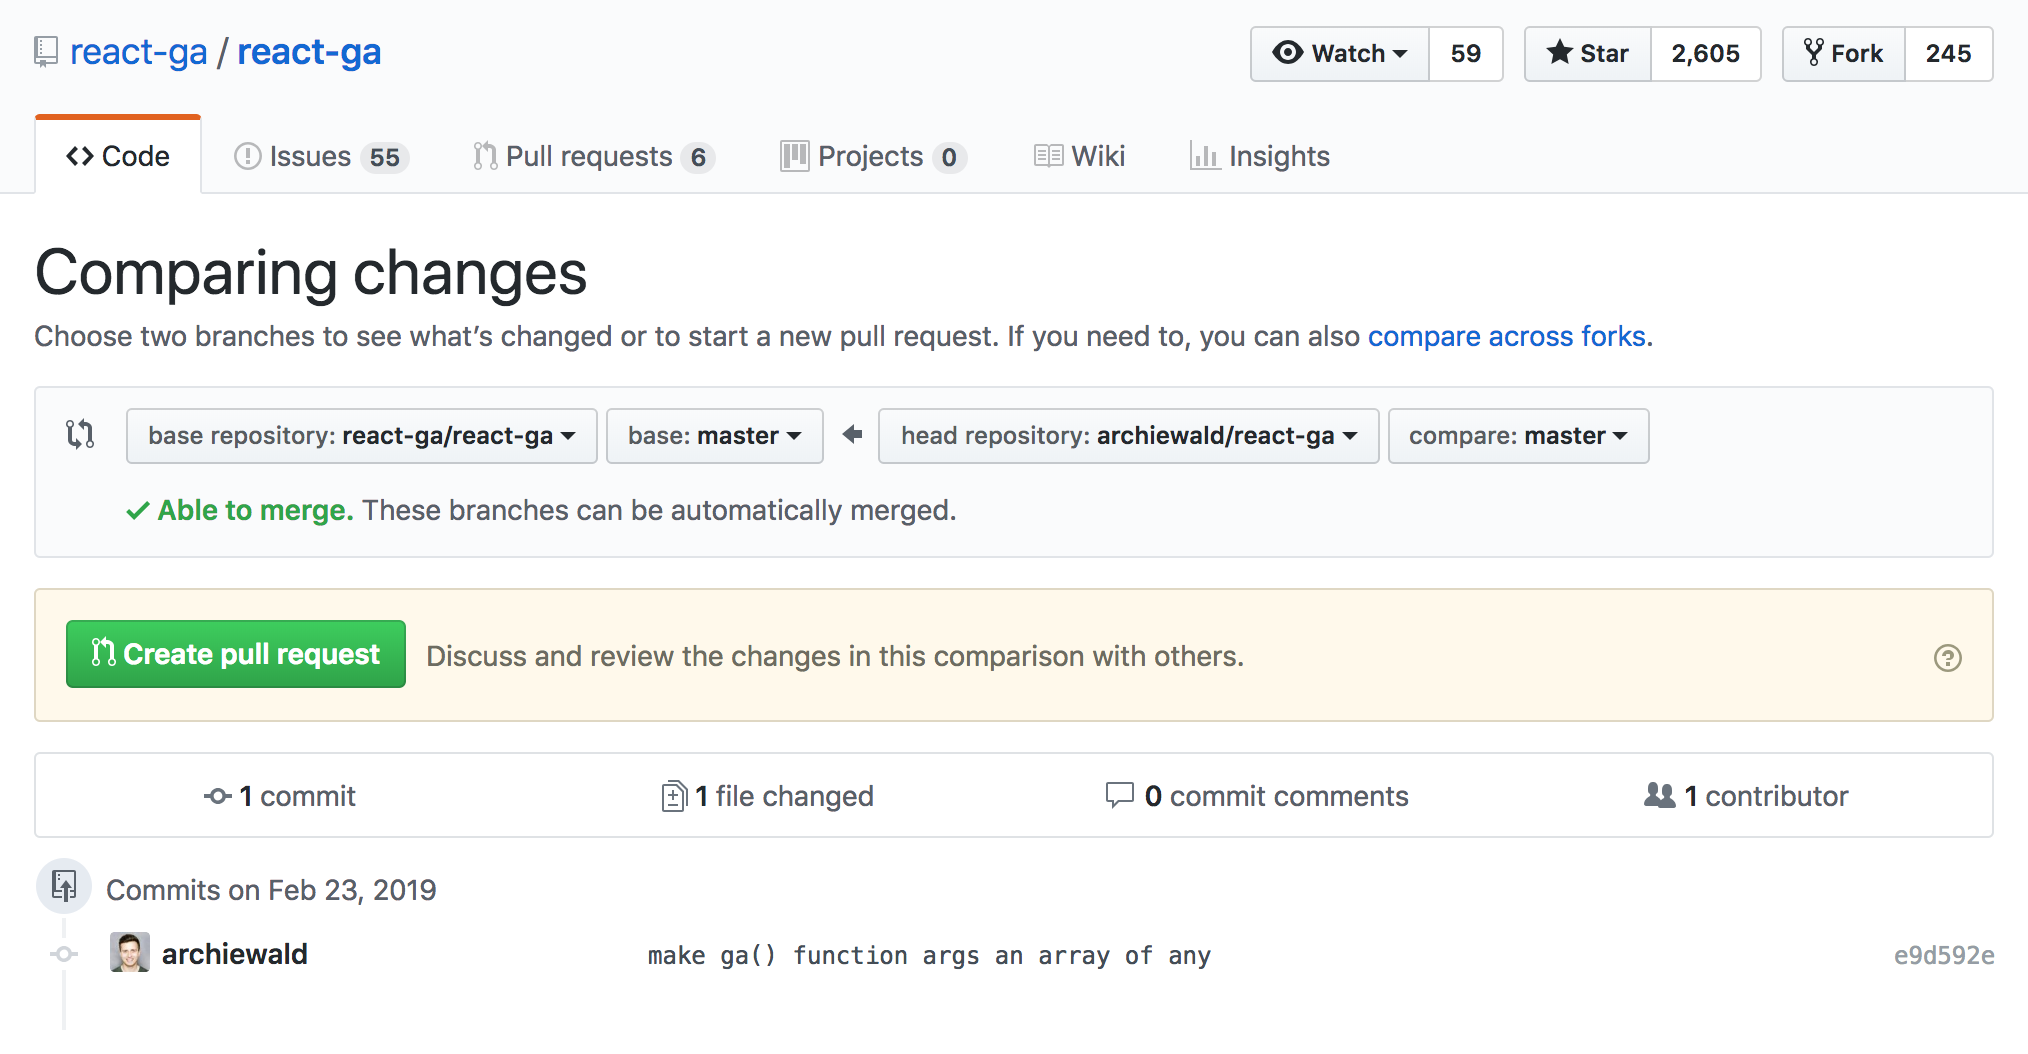 react-ga / react-ga Watch 59 Star 2,605 Fork 245
Code Issues 55 Pull requests 6 Projects 0 Wiki Insights
Comparing changes
Choose two branches to see what’s changed or to start a new pull request. If you need to, you can also compare across forks.
base repository: react-ga/react-ga base: master head repository: archiewald/react-ga compare: master
Able to merge. These branches can be automatically merged.
Create pull request Discuss and review the changes in this comparison with others.
1 commit 1 file changed 0 commit comments 1 contributor
Commits on Feb 23, 2019
archiewald make ga() function args an array of any e9d592e